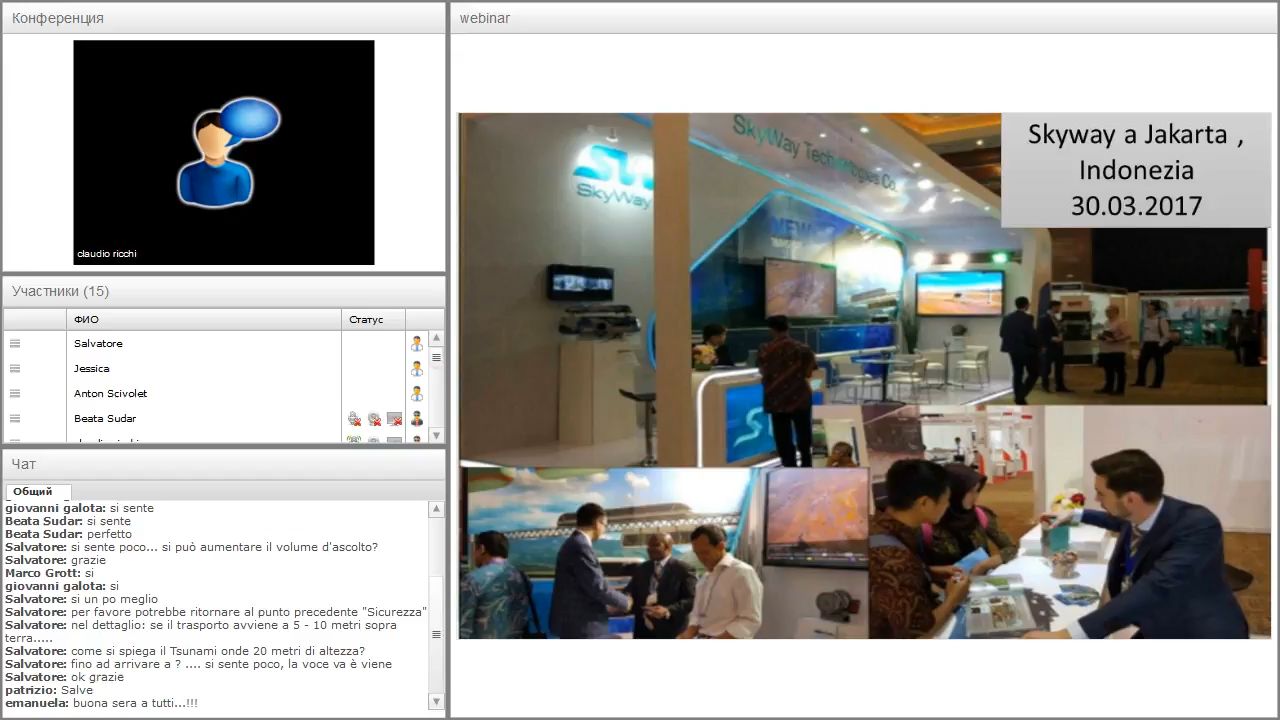 Конференция
claudio ricchi
Участники (15)
ФИО
Статус
Salvatore
Jessica
Anton Scivolet
Beata Sudar
Чат
Общий
giovanni galota: si sente
Beata Sudar: si sente
Beata Sudar: perfetto
Salvatore: si sente poco... si può aumentare il volume d'ascolto?
Salvatore: grazie
Marco Grott: si
giovanni galota: si
Salvatore: si un po meglio
Salvatore: per favore potrebbe ritornare al punto precedente "Sicurezza"
Salvatore: nel dettaglio: se il trasporto avviene a 5 - 10 metri sopra
terra.....
Salvatore: come si spiega il Tsunami onde 20 metri di altezza?
Salvatore: fino ad arrivare a ? .... si sente poco, la voce va è viene
Salvatore: ok grazie
patrizio: Salve
emanuela: buona sera a tutti...!!!
webinar
Skyway a Jakarta ,
Indonezia
30.03.2017
SkyWay Technologies Co.
SkyWay
NEW